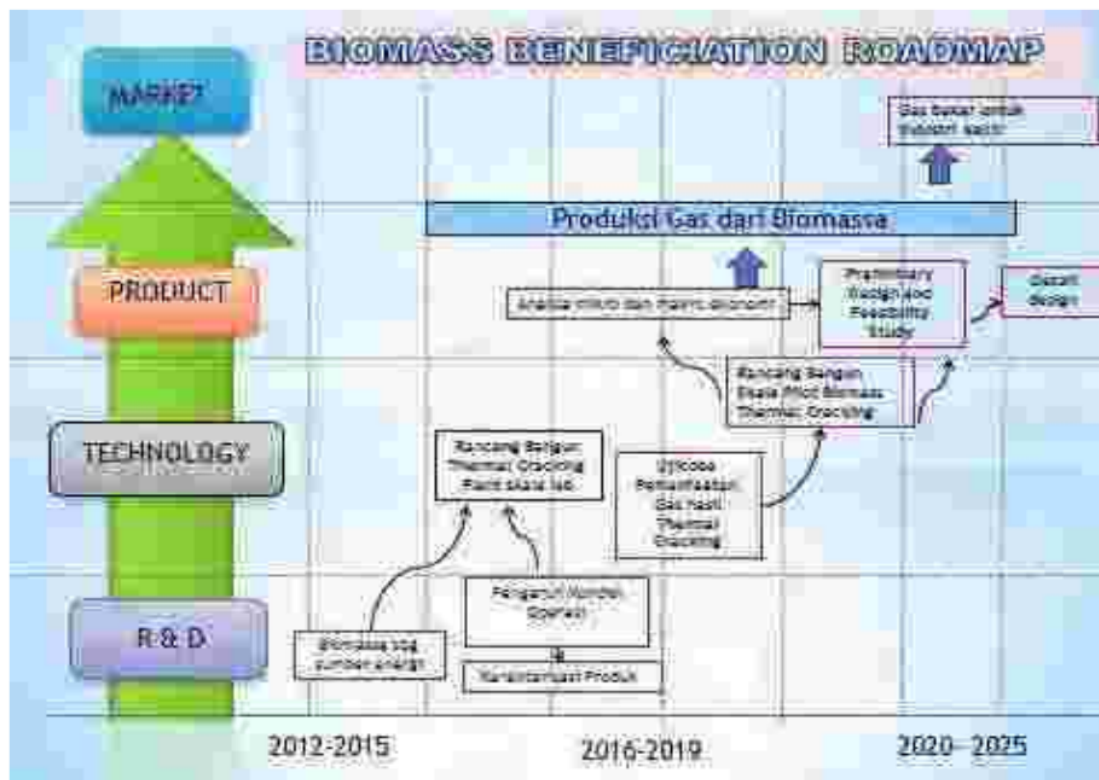 BIOMASS BENEFICIATION ROADMAP
MARKET
Gas bakar untuk
industri kecil
Produksi Gas dari Biomassa
PRODUCT
Analisa mikro dan makro ekonomi
Preliminary
Design and
Feasibility
Study
Detail
design
Rancang Bangun
Skala Pilot Biomass
Thermal Cracking
TECHNOLOGY
Rancang Bangun
Thermal Cracking
Plant skala lab
Ujicoba
Pemanfaatan
Gas hasil
Thermal
Cracking
R & D
Pengaruh Kondisi
Operasi
Biomassa sbg
sumber energi
Karakterisasi Produk
2012-2015
2016-2019
2020-2025